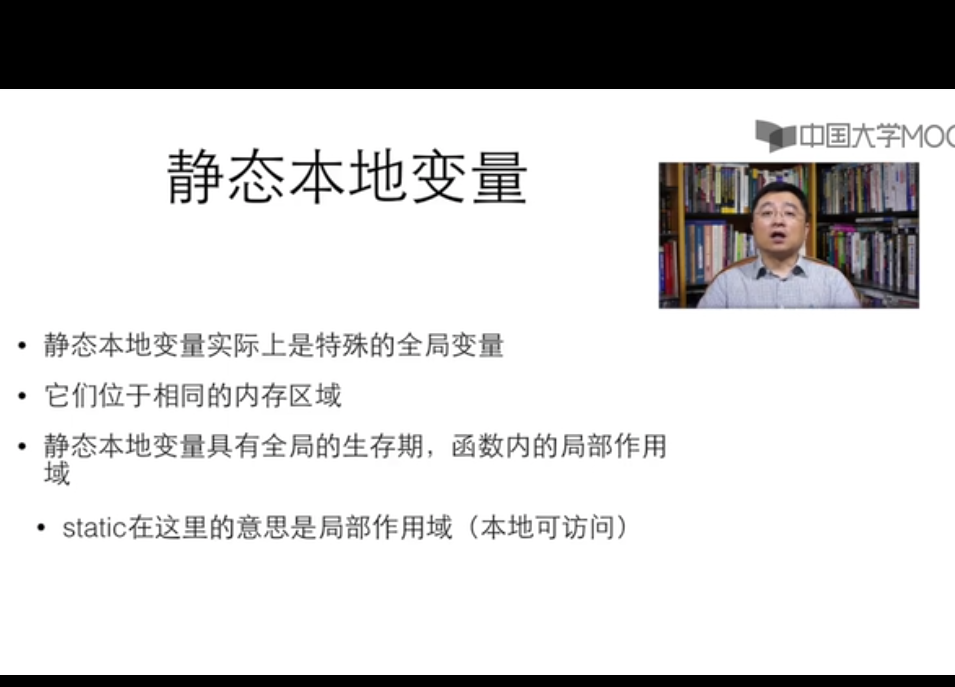 中国大学MOO
静态本地变量
• 静态本地变量实际上是特殊的全局变量
• 它们位于相同的内存区域
• 静态本地变量具有全局的生存期，函数内的局部作用
域
• static在这里的意思是局部作用域（本地可访问）